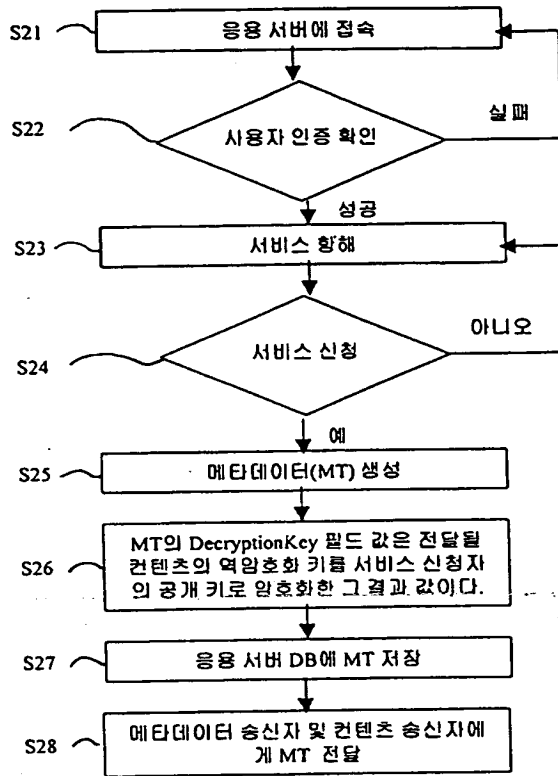 S21
응용 서버에 접속
S22
사용자 인증 확인
실패
성공
S23
서비스 항해
S24
서비스 신청
아니오
예
S25
메타데이터(MT) 생성
S26
MT의 DecryptionKey 필드 값은 전달될
컨텐츠의 역암호화 키를 서비스 신청자
의 공개 키로 암호화한 그 결과 값이다.
S27
응용 서버 DB에 MT 저장
S28
메타데이터 송신자 및 컨텐츠 송신자에
게 MT 전달